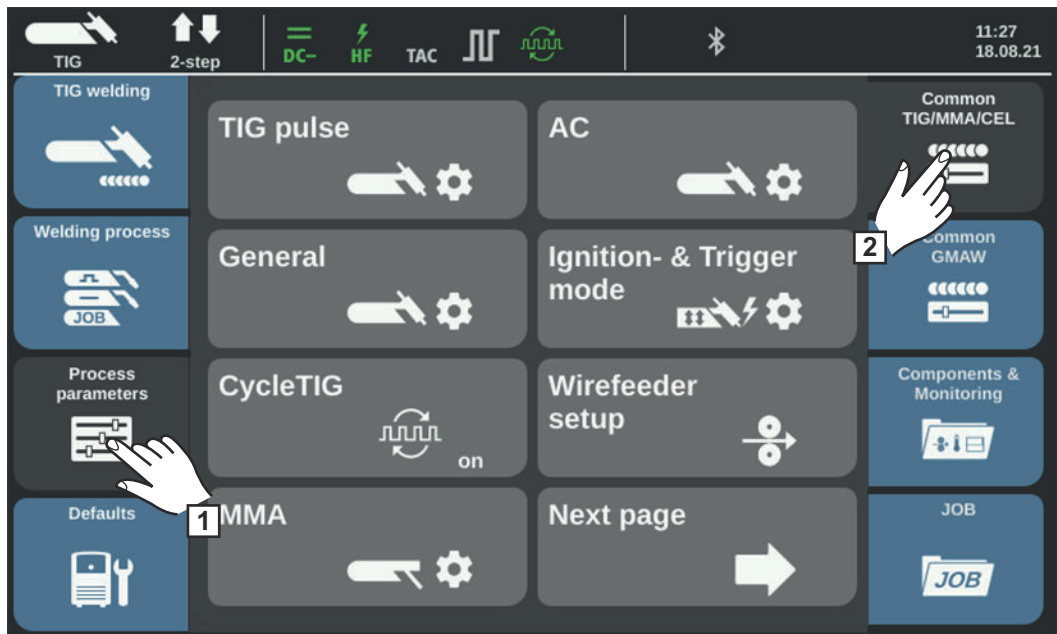 TIG
2-step
DC–
HF
TAC
11:27
18.08.21
TIG welding
Welding process
JOB
Process
parameters
Defaults
TIG pulse
AC
General
Ignition- & Trigger
mode
CycleTIG
on
Wirefeeder
setup
MMA
Next page
1
2
Common
TIG/MMA/CEL
Common
GMAW
Components &
Monitoring
JOB
JOB